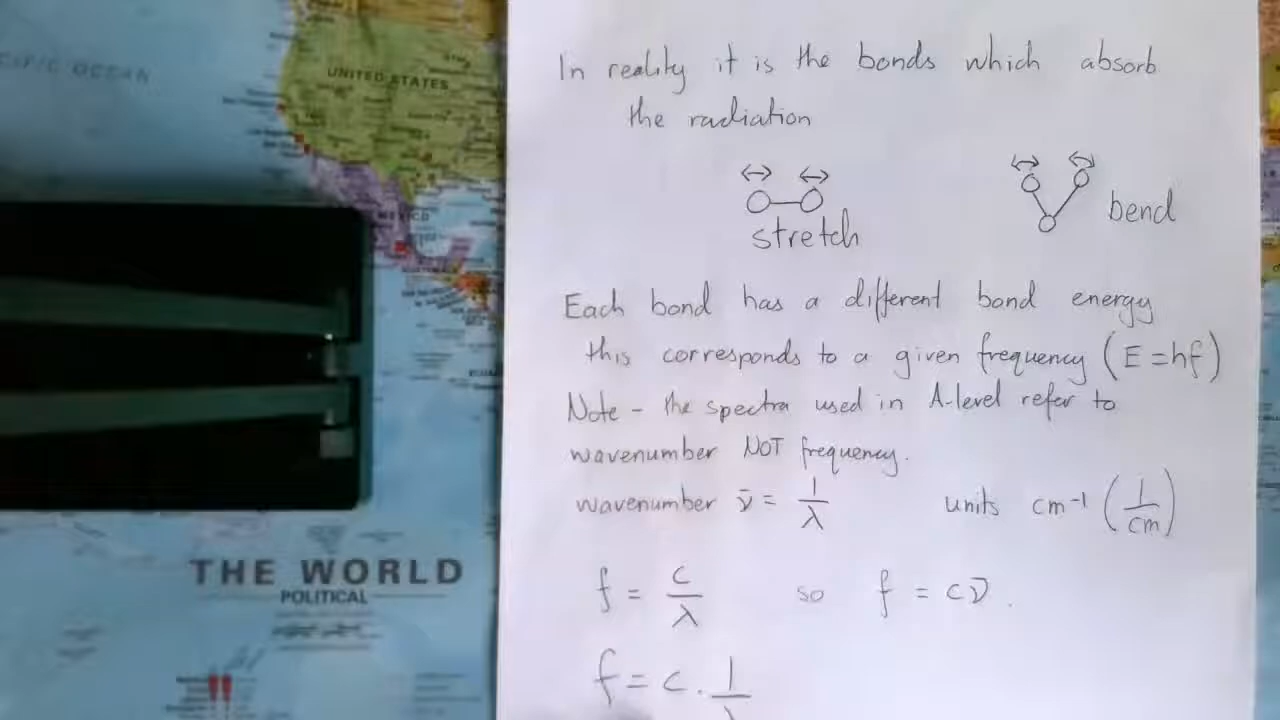 CIFIC OCEAN
UNITED STATES
MEXICO
THE WORLD
POLITICAL
In reality it is the bonds which absorb
the radiation
stretch
bend
Each bond has a different bond energy
this corresponds to a given frequency (E = hf)
Note - the spectra used in A-level refer to
wavenumber NOT frequency.
wavenumber ν̄ = 1/λ units cm⁻¹ (1/cm)
f = c/λ so f = cν̄.
f = c . 1/λ